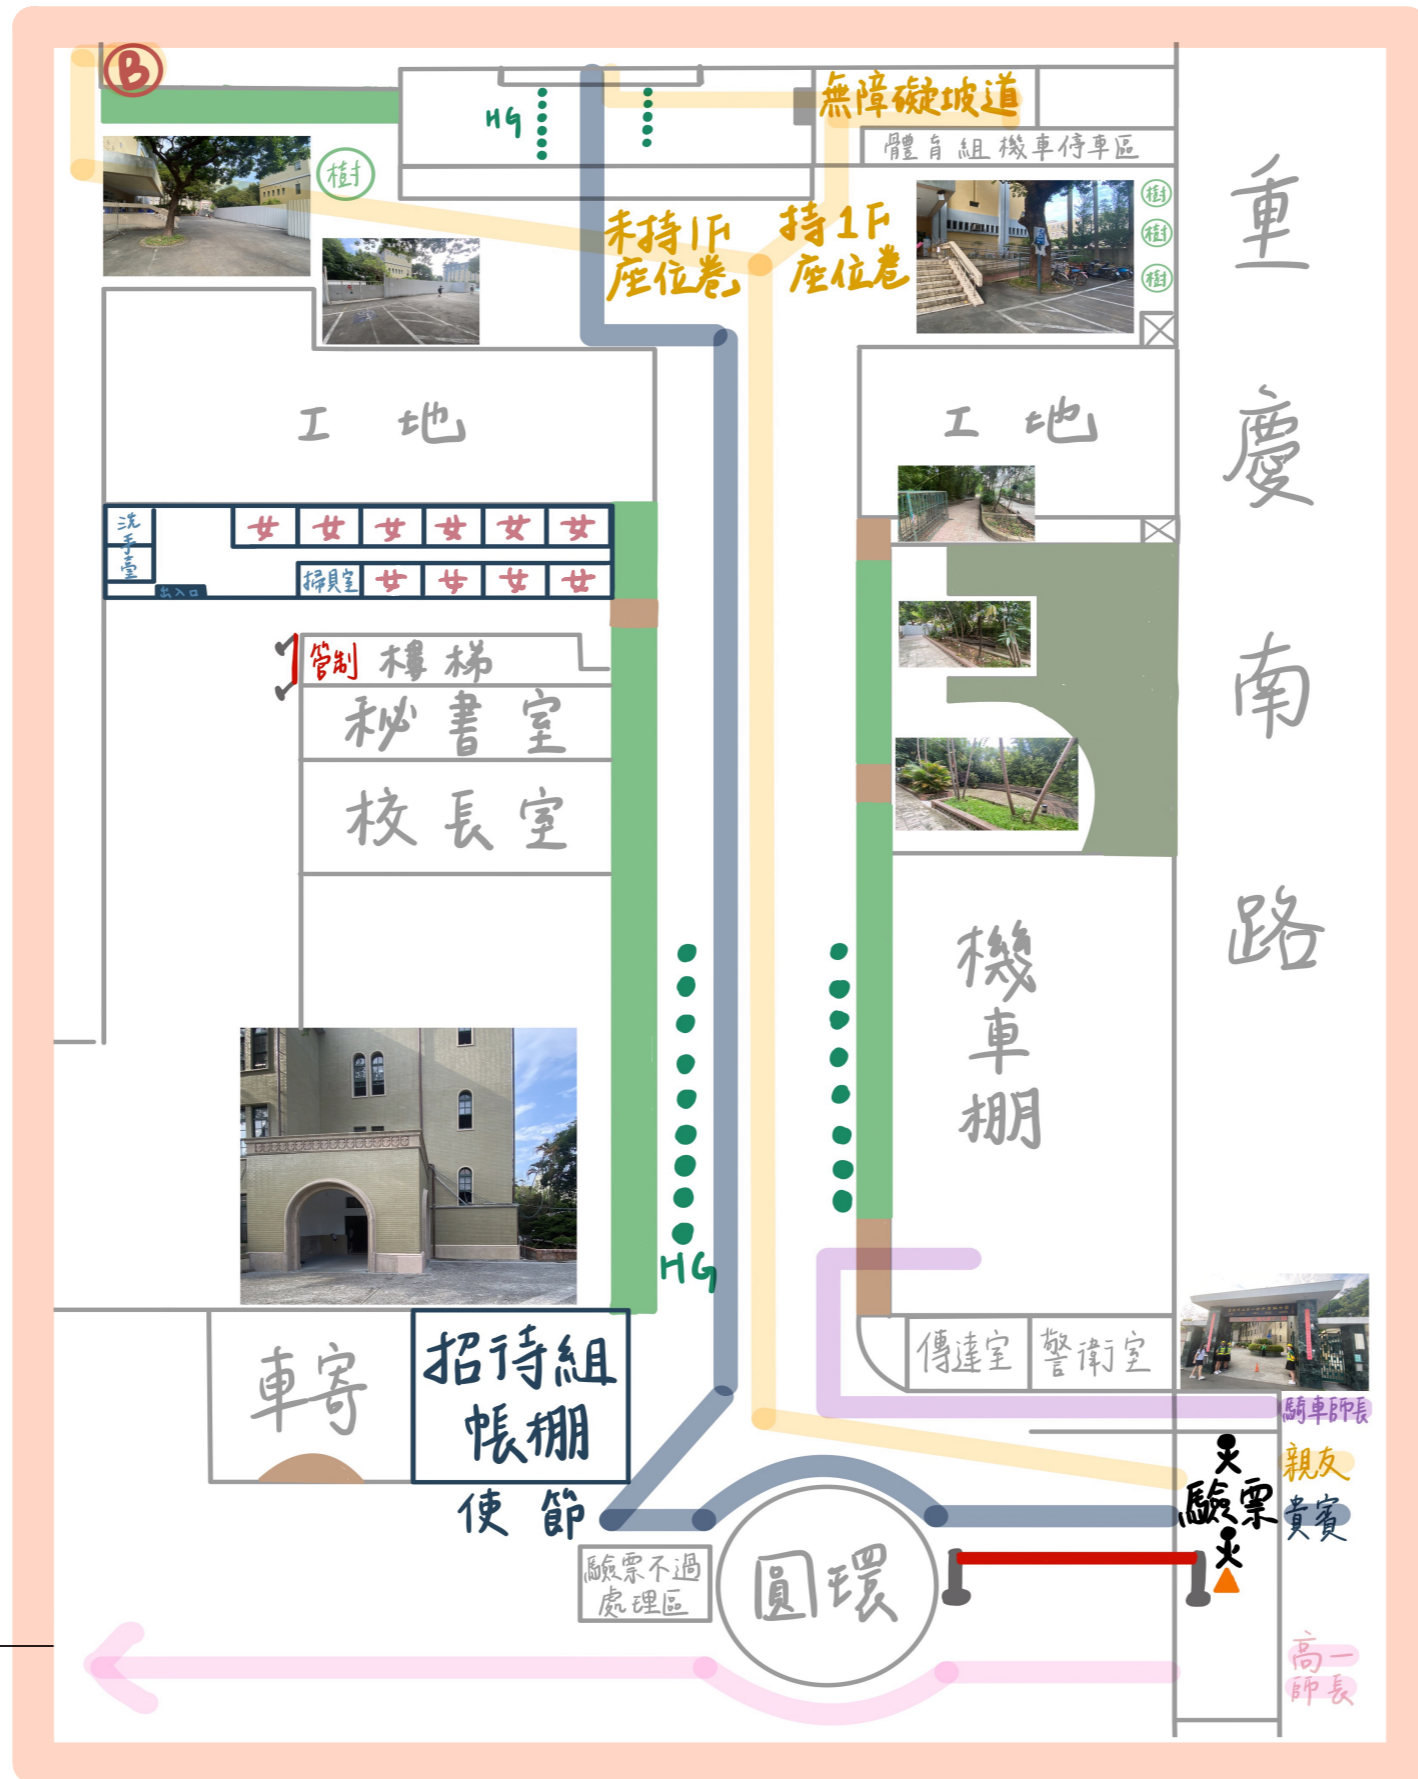 B
HG
無障礙坡道
體育組機車停車區
樹
樹
樹
樹
未持1F
座位卷
持1F
座位卷
重慶南路
工地
工地
洗手臺
女 女 女 女 女 女
出入口
掃具室 女 女 女 女
管制 樓梯
秘書室
校長室
機車棚
HG
車寄
招待組
帳棚
使節
傳達室
警衛室
騎車師長
親友
驗票
貴賓
驗票不過
處理區
圓環
高一
師長